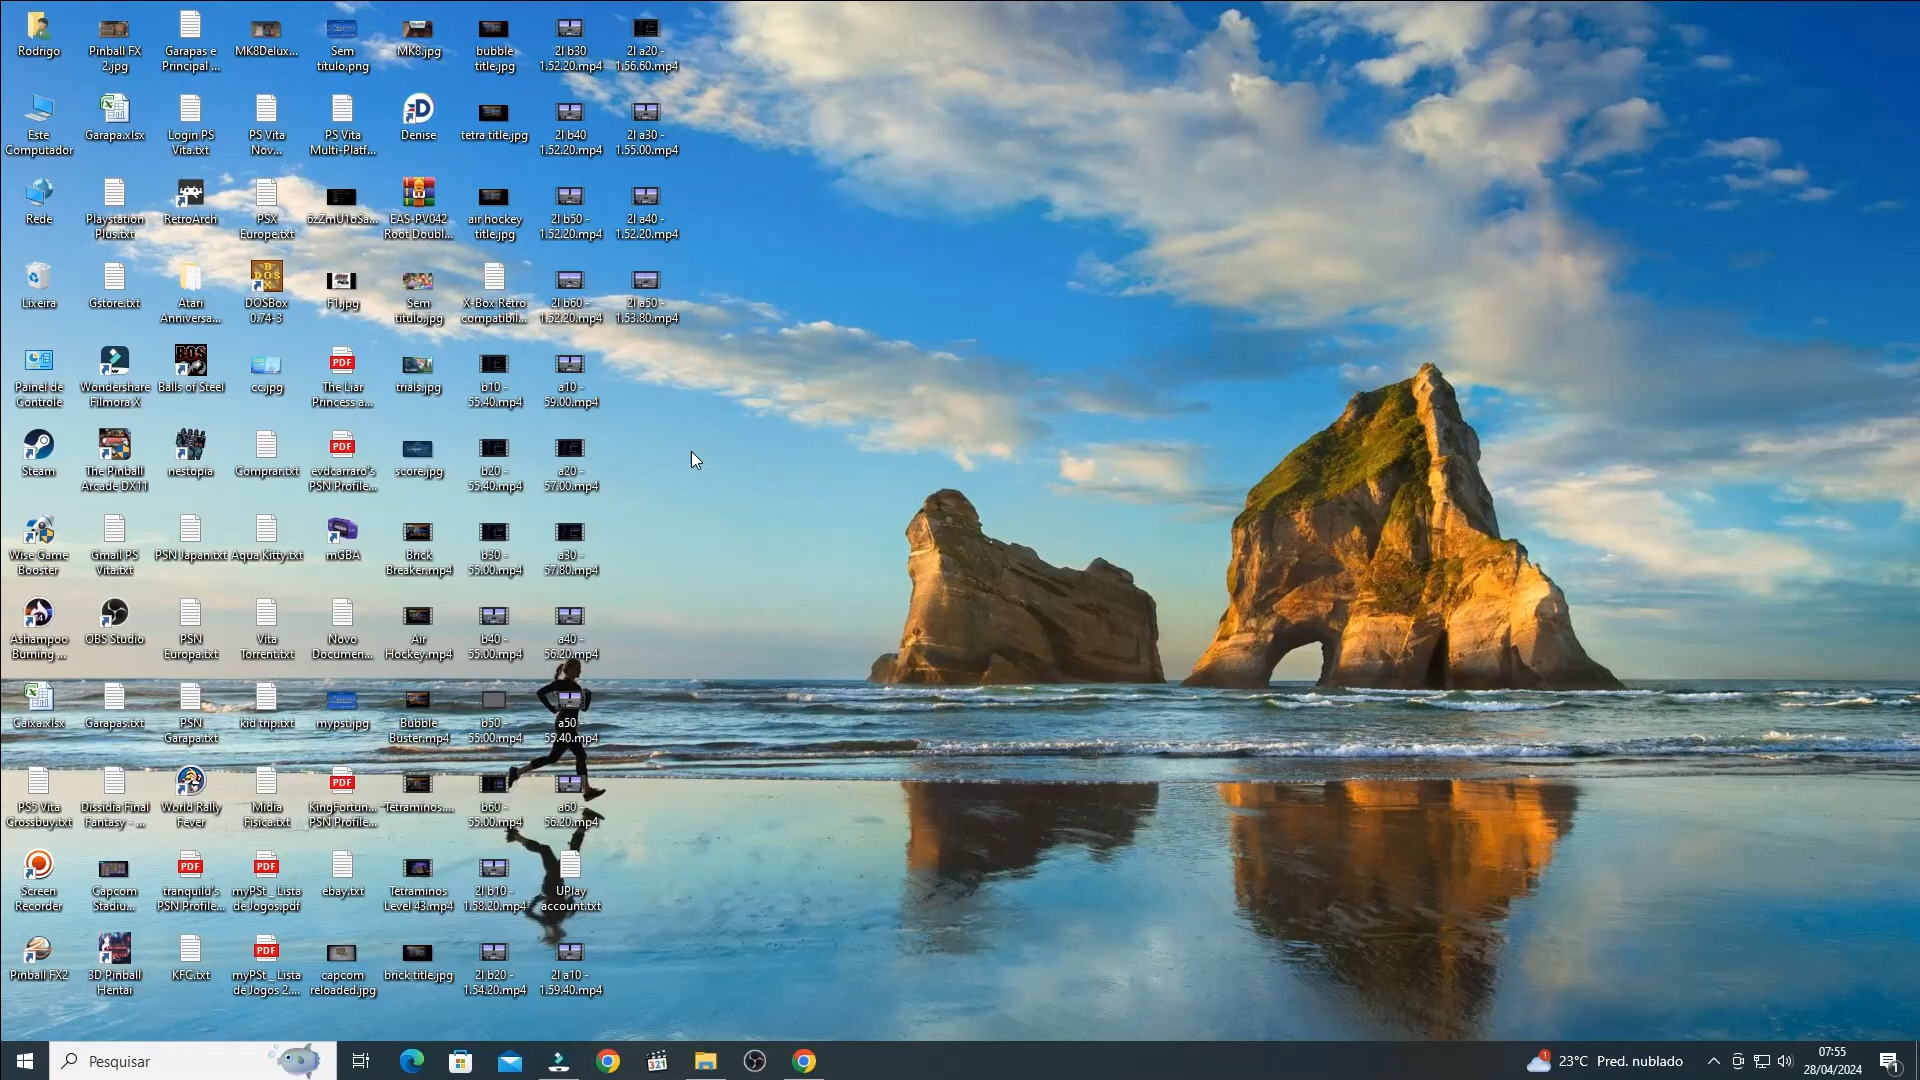 Rodrigo
Pinball FX
2.jpg
Garapas e
Principal ...
MK8Delux...
Sem
título.png
MK8.jpg
bubble
title.jpg
2l b30
1.52.20.mp4
2l a20 -
1.56.60.mp4
Este
Computador
Garapa.xlsx
Login PS
Vita.txt
PS Vita
Nov...
PS Vita
Multi-Platf...
Denise
tetra title.jpg
2l b40
1.52.20.mp4
2l a30 -
1.55.00.mp4
Rede
Playstation
Plus.txt
RetroArch
PSX
Europe.txt
6zZmU1oSa...
EAS-PV042
Root Doubl...
air hockey
title.jpg
2l b50 -
1.52.20.mp4
2l a40 -
1.52.20.mp4
Lixeira
Gstore.txt
Atari
Anniversa...
DOSBox
0.74-3
F1.jpg
Sem
título.jpg
X-Box Retro
compatibil...
2l b60 -
1.52.20.mp4
2l a50 -
1.53.80.mp4
Painel de
Controle
Wondershare
Filmora X
Balls of Steel
cc.jpg
The Liar
Princess a...
trials.jpg
b10 -
55.40.mp4
a10 -
59.00.mp4
Steam
The Pinball
Arcade DX11
nestopia
Comprar.txt
evdcarraro's
PSN Profile...
score.jpg
b20 -
55.40.mp4
a20 -
57.00.mp4
Wise Game
Booster
Gmail PS
Vita.txt
PSN Japan.txt
Aqua Kitty.txt
mGBA
Brick
Breaker.mp4
b30 -
55.00.mp4
a30 -
57.80.mp4
Ashampoo
Burning ...
OBS Studio
PSN
Europa.txt
Vita
Torrent.txt
Novo
Documen...
Air
Hockey.mp4
b40 -
55.00.mp4
a40 -
56.20.mp4
Caixa.xlsx
Garapas.txt
PSN
Garapa.txt
kid trip.txt
mypst.jpg
Bubble
Buster.mp4
b50 -
55.00.mp4
a50 -
55.40.mp4
PS5 Vita
Crossbuy.txt
Dissidia Final
Fantasy - ...
World Rally
Fever
Mídia
Física.txt
KingFortun...
PSN Profile...
Tetraminos....
b60 -
55.00.mp4
a60 -
56.20.mp4
Screen
Recorder
Capcom
Stadiu...
tranquilu's
PSN Profile...
myPSt _ Lista
de Jogos.pdf
ebay.txt
Tetraminos
Level 43.mp4
2l b10 -
1.58.20.mp4
UPlay
account.txt
Pinball FX2
3D Pinball
Hentai
KFC.txt
myPSt _ Lista
de Jogos 2....
capcom
reloaded.jpg
brick title.jpg
2l b20 -
1.54.20.mp4
2l a10 -
1.59.40.mp4
Pesquisar
23°C Pred. nublado
07:55
28/04/2024